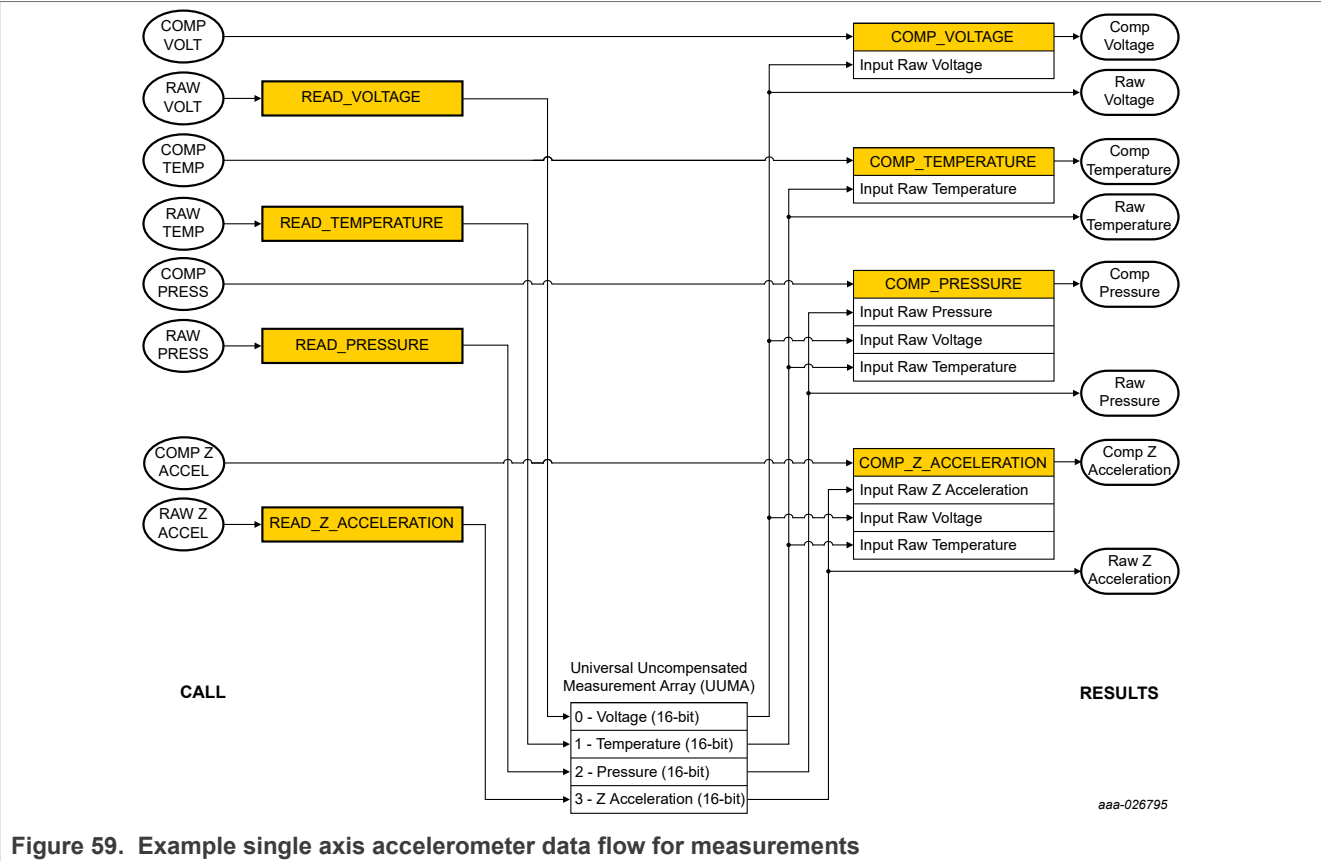 COMP
VOLT
COMP_VOLTAGE
Comp
Voltage
Input Raw Voltage
RAW
VOLT
READ_VOLTAGE
Raw
Voltage
COMP
TEMP
COMP_TEMPERATURE
Comp
Temperature
Input Raw Temperature
RAW
TEMP
READ_TEMPERATURE
Raw
Temperature
COMP
PRESS
COMP_PRESSURE
Comp
Pressure
Input Raw Pressure
RAW
PRESS
READ_PRESSURE
Input Raw Voltage
Input Raw Temperature
Raw
Pressure
COMP Z
ACCEL
COMP_Z_ACCELERATION
Comp Z
Acceleration
Input Raw Z Acceleration
RAW Z
ACCEL
READ_Z_ACCELERATION
Input Raw Voltage
Input Raw Temperature
Raw Z
Acceleration
Universal Uncompensated
Measurement Array (UUMA)
CALL
RESULTS
0 - Voltage (16-bit)
1 - Temperature (16-bit)
2 - Pressure (16-bit)
3 - Z Acceleration (16-bit)
aaa-026795
Figure 59. Example single axis accelerometer data flow for measurements